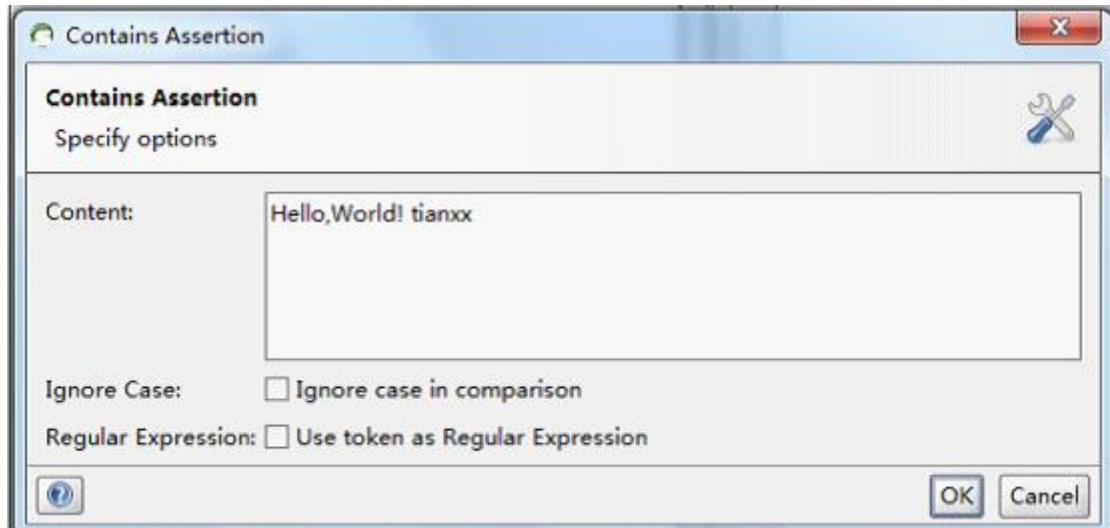 Contains Assertion
Contains Assertion
Specify options
Content:
Hello,World! tianxx
Ignore Case:
Ignore case in comparison
Regular Expression:
Use token as Regular Expression
OK
Cancel